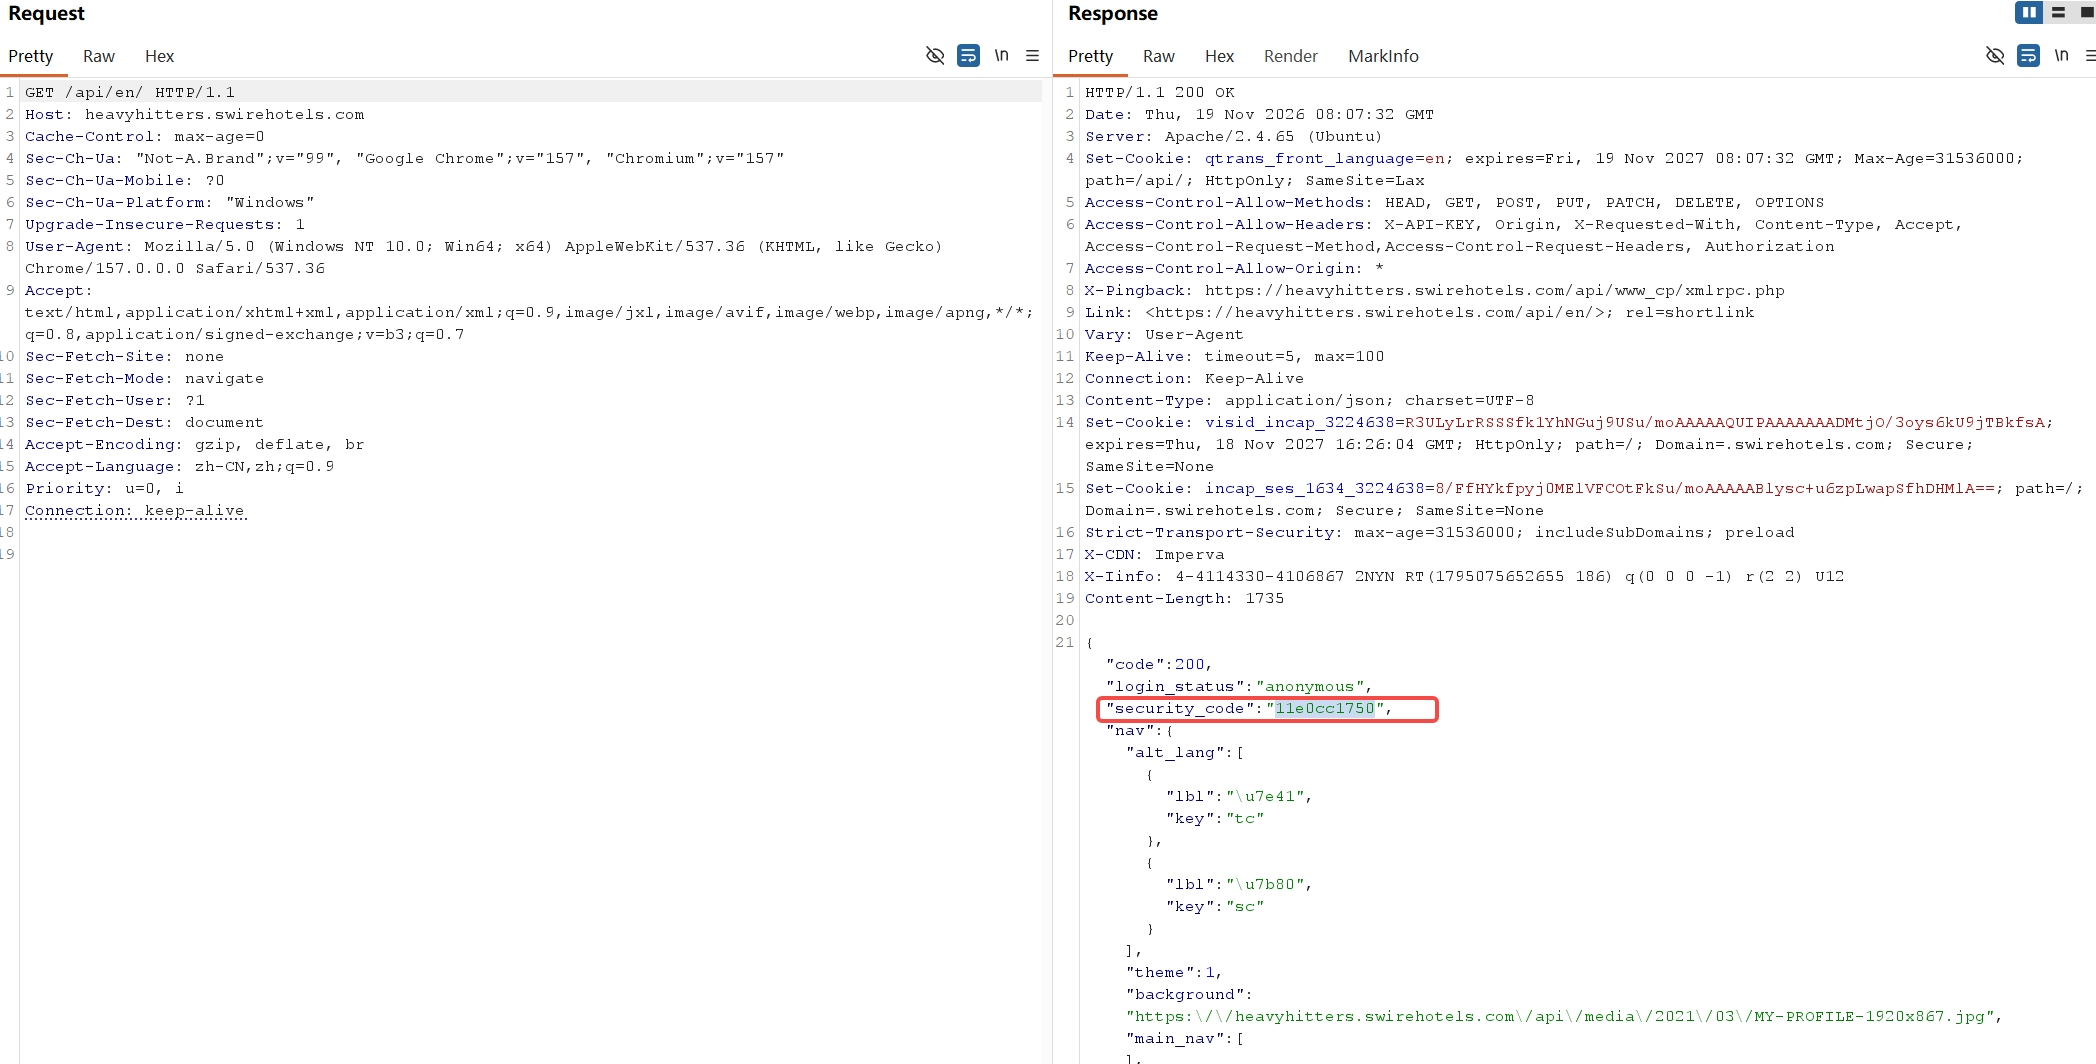 Request
Pretty Raw Hex
\n
1 GET /api/en/ HTTP/1.1
2 Host: heavyhitters.swirehotels.com
3 Cache-Control: max-age=0
4 Sec-Ch-Ua: "Not-A.Brand";v="99", "Google Chrome";v="157", "Chromium";v="157"
5 Sec-Ch-Ua-Mobile: ?0
6 Sec-Ch-Ua-Platform: "Windows"
7 Upgrade-Insecure-Requests: 1
8 User-Agent: Mozilla/5.0 (Windows NT 10.0; Win64; x64) AppleWebKit/537.36 (KHTML, like Gecko)
Chrome/157.0.0.0 Safari/537.36
9 Accept:
text/html,application/xhtml+xml,application/xml;q=0.9,image/jxl,image/avif,image/webp,image/apng,*/*;
q=0.8,application/signed-exchange;v=b3;q=0.7
10 Sec-Fetch-Site: none
11 Sec-Fetch-Mode: navigate
12 Sec-Fetch-User: ?1
13 Sec-Fetch-Dest: document
14 Accept-Encoding: gzip, deflate, br
15 Accept-Language: zh-CN,zh;q=0.9
16 Priority: u=0, i
17 Connection: keep-alive
18
19
Response
Pretty Raw Hex Render MarkInfo
\n
1 HTTP/1.1 200 OK
2 Date: Thu, 19 Nov 2026 08:07:32 GMT
3 Server: Apache/2.4.65 (Ubuntu)
4 Set-Cookie: qtrans_front_language=en; expires=Fri, 19 Nov 2027 08:07:32 GMT; Max-Age=31536000;
path=/api/; HttpOnly; SameSite=Lax
5 Access-Control-Allow-Methods: HEAD, GET, POST, PUT, PATCH, DELETE, OPTIONS
6 Access-Control-Allow-Headers: X-API-KEY, Origin, X-Requested-With, Content-Type, Accept,
Access-Control-Request-Method,Access-Control-Request-Headers, Authorization
7 Access-Control-Allow-Origin: *
8 X-Pingback: https://heavyhitters.swirehotels.com/api/www_cp/xmlrpc.php
9 Link: <https://heavyhitters.swirehotels.com/api/en/>; rel=shortlink
10 Vary: User-Agent
11 Keep-Alive: timeout=5, max=100
12 Connection: Keep-Alive
13 Content-Type: application/json; charset=UTF-8
14 Set-Cookie: visid_incap_3224638=R3ULyLrRSSSfk1YhNGuj9USu/moAAAAAQUIPAAAAAAADMtjO/3oys6kU9jTBkfsA;
expires=Thu, 18 Nov 2027 16:26:04 GMT; HttpOnly; path=/; Domain=.swirehotels.com; Secure;
SameSite=None
15 Set-Cookie: incap_ses_1634_3224638=8/FfHYkfpyj0MElVFCOtFkSu/moAAAAABlysc+u6zpLwapSfhDHMlA==; path=/;
Domain=.swirehotels.com; Secure; SameSite=None
16 Strict-Transport-Security: max-age=31536000; includeSubDomains; preload
17 X-CDN: Imperva
18 X-Iinfo: 4-4114330-4106867 2NYN RT(1795075652655 186) q(0 0 0 -1) r(2 2) U12
19 Content-Length: 1735
20
21 {
"code":200,
"login_status":"anonymous",
"security_code":"11e0cc1750",
"nav":{
"alt_lang":[
{
"lbl":"\u7e41",
"key":"tc"
},
{
"lbl":"\u7b80",
"key":"sc"
}
],
"theme":1,
"background":
"https:\/\/heavyhitters.swirehotels.com\/api\/media\/2021\/03\/MY-PROFILE-1920x867.jpg",
"main_nav":[
],